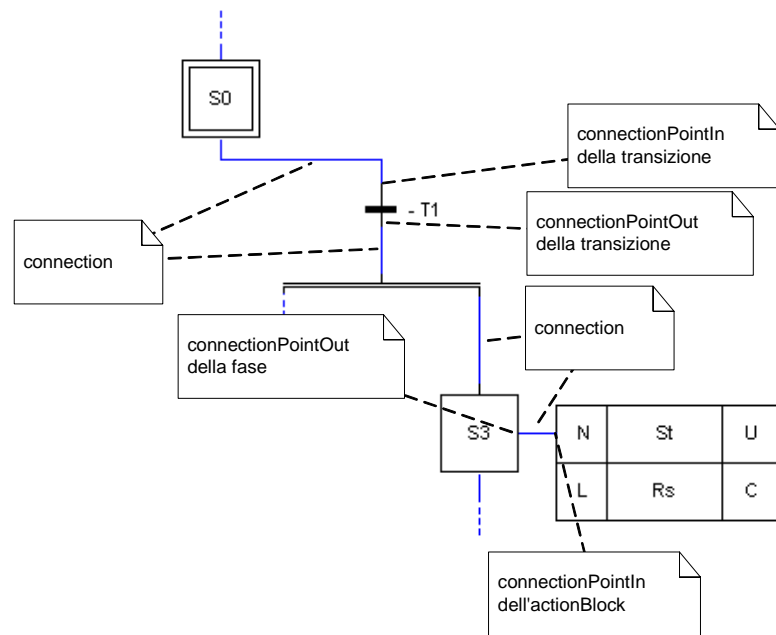 S0
connectionPointIn
della transizione
- T1
connectionPointOut
della transizione
connection
connectionPointOut
della fase
connection
S3
N St U
L Rs C
connectionPointIn
dell'actionBlock